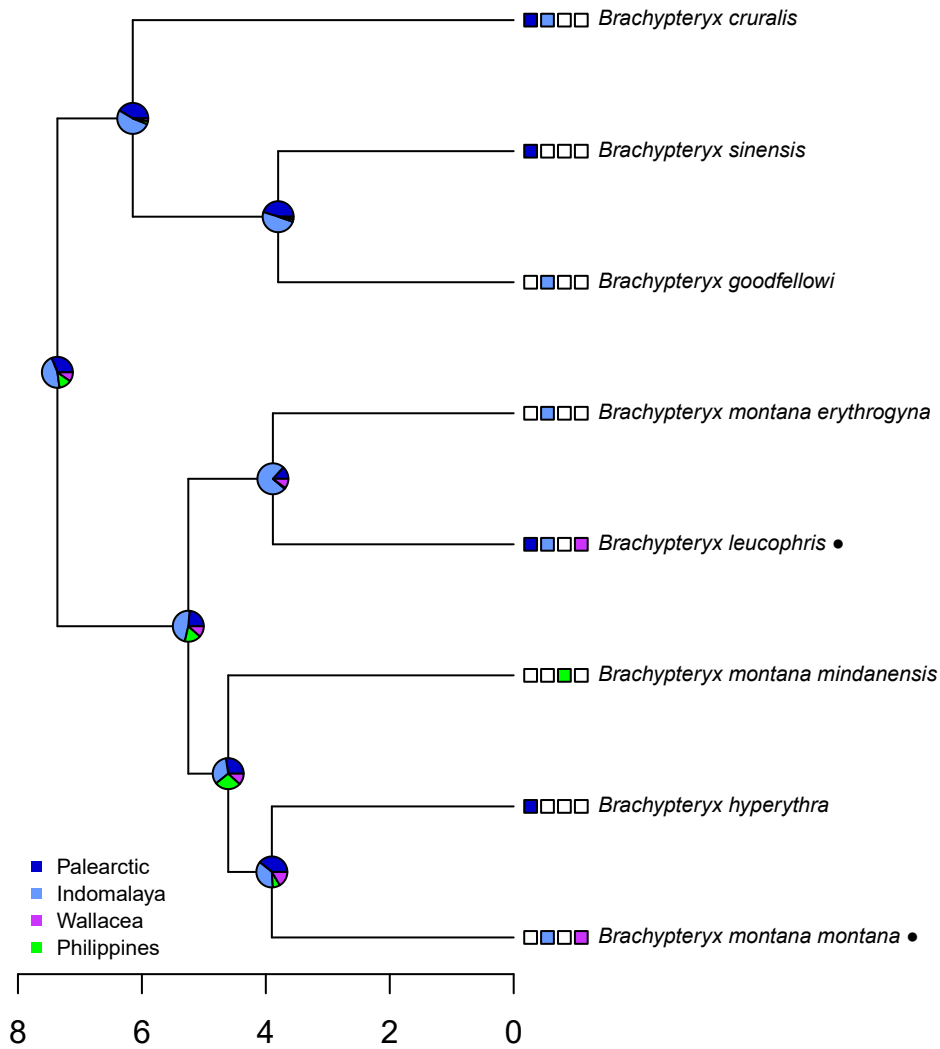 Brachypteryx cruralis
Brachypteryx sinensis
Brachypteryx goodfellowi
Brachypteryx montana erythrogyna
Brachypteryx leucophris •
Brachypteryx montana mindanensis
Brachypteryx hyperythra
Brachypteryx montana montana •
Palearctic
Indomalaya
Wallacea
Philippines
8 6 4 2 0